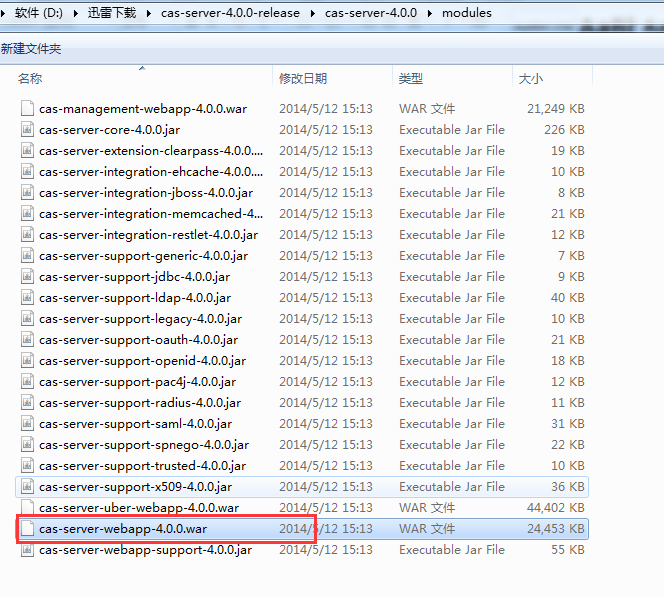 软件 (D:) 迅雷下载 cas-server-4.0.0-release cas-server-4.0.0 modules
新建文件夹
名称 修改日期 类型 大小
cas-management-webapp-4.0.0.war 2014/5/12 15:13 WAR 文件 21,249 KB
cas-server-core-4.0.0.jar 2014/5/12 15:13 Executable Jar File 226 KB
cas-server-extension-clearpass-4.0.0.... 2014/5/12 15:13 Executable Jar File 19 KB
cas-server-integration-ehcache-4.0.0.... 2014/5/12 15:13 Executable Jar File 10 KB
cas-server-integration-jboss-4.0.0.jar 2014/5/12 15:13 Executable Jar File 8 KB
cas-server-integration-memcached-4... 2014/5/12 15:13 Executable Jar File 21 KB
cas-server-integration-restlet-4.0.0.jar 2014/5/12 15:13 Executable Jar File 12 KB
cas-server-support-generic-4.0.0.jar 2014/5/12 15:13 Executable Jar File 7 KB
cas-server-support-jdbc-4.0.0.jar 2014/5/12 15:13 Executable Jar File 9 KB
cas-server-support-ldap-4.0.0.jar 2014/5/12 15:13 Executable Jar File 40 KB
cas-server-support-legacy-4.0.0.jar 2014/5/12 15:13 Executable Jar File 10 KB
cas-server-support-oauth-4.0.0.jar 2014/5/12 15:13 Executable Jar File 21 KB
cas-server-support-openid-4.0.0.jar 2014/5/12 15:13 Executable Jar File 18 KB
cas-server-support-pac4j-4.0.0.jar 2014/5/12 15:13 Executable Jar File 12 KB
cas-server-support-radius-4.0.0.jar 2014/5/12 15:13 Executable Jar File 11 KB
cas-server-support-saml-4.0.0.jar 2014/5/12 15:13 Executable Jar File 31 KB
cas-server-support-spnego-4.0.0.jar 2014/5/12 15:13 Executable Jar File 22 KB
cas-server-support-trusted-4.0.0.jar 2014/5/12 15:13 Executable Jar File 10 KB
cas-server-support-x509-4.0.0.jar 2014/5/12 15:13 Executable Jar File 36 KB
cas-server-uber-webapp-4.0.0.war 2014/5/12 15:13 WAR 文件 44,402 KB
cas-server-webapp-4.0.0.war 2014/5/12 15:13 WAR 文件 24,453 KB
cas-server-webapp-support-4.0.0.jar 2014/5/12 15:13 Executable Jar File 55 KB